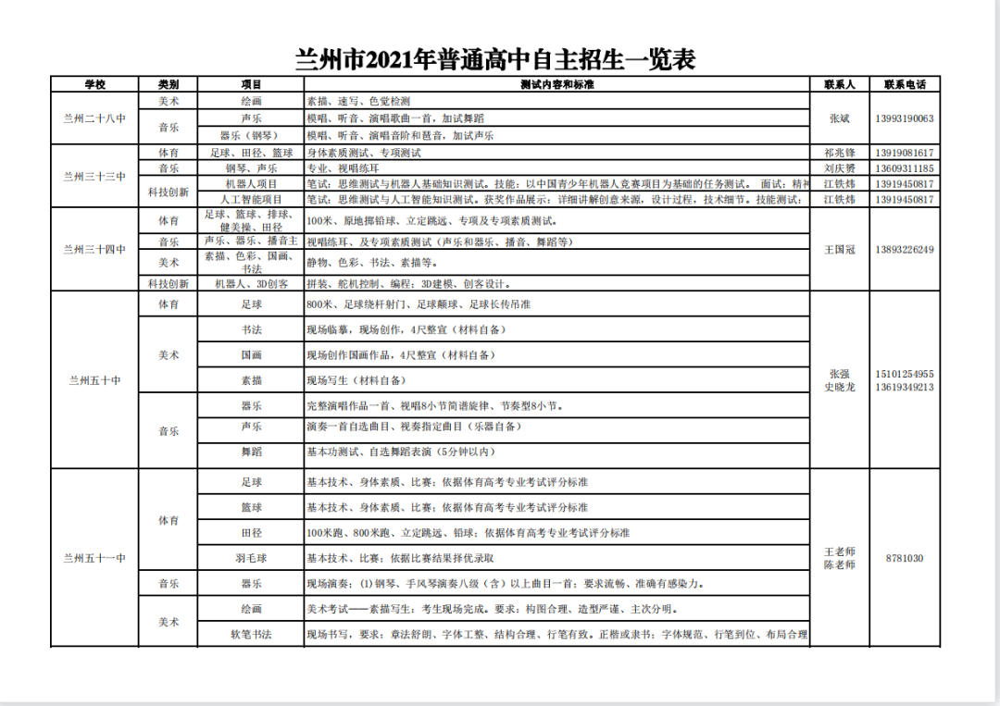 兰州市2021年普通高中自主招生一览表
学校 类别 项目 测试内容和标准 联系人 联系电话
兰州二十八中 美术 绘画 素描、速写、色觉检测 张斌 13993190063
音乐 声乐 模唱、听音、演唱歌曲一首，加试舞蹈
器乐（钢琴） 模唱、听音、演唱音阶和琶音，加试声乐
兰州三十三中 体育 足球、田径、篮球 身体素质测试、专项测试 祁兆锋 13919081617
音乐 钢琴、声乐 专业、视唱练耳 刘庆赟 13609311185
科技创新 机器人项目 笔试：思维测试与机器人基础知识测试。技能：以中国青少年机器人竞赛项目为基础的任务测试。 面试：精神 江铁炜 13919450817
人工智能项目 笔试：思维测试与人工智能知识测试。获奖作品展示：详细讲解创意来源，设计过程，技术细节。技能测试： 江铁炜 13919450817
兰州三十四中 体育 足球、篮球、排球、
健美操、田径 100米、原地掷铅球、立定跳远、专项及专项素质测试。 王国冠 13893226249
音乐 声乐、器乐、播音主 视唱练耳、及专项素质测试（声乐和器乐、播音、舞蹈等）
美术 素描、色彩、国画、
书法 静物、色彩、书法、素描等。
科技创新 机器人、3D创客 拼装、舵机控制、编程；3D建模、创客设计。
兰州五十中 体育 足球 800米、足球绕杆射门、足球颠球、足球长传吊准 张强
史晓龙 15101254955
13619349213
美术 书法 现场临摹，现场创作，4尺整宣（材料自备）
国画 现场创作国画作品，4尺整宣（材料自备）
素描 现场写生（材料自备）
音乐 器乐 完整演唱作品一首、视唱8小节简谱旋律、节奏型8小节。
声乐 演奏一首自选曲目、视奏指定曲目（乐器自备）
舞蹈 基本功测试、自选舞蹈表演（5分钟以内）
兰州五十一中 体育 足球 基本技术、身体素质、比赛；依据体育高考专业考试评分标准 王老师
陈老师 8781030
篮球 基本技术、身体素质、比赛；依据体育高考专业考试评分标准
田径 100米跑、800米跑、立定跳远、铅球；依据体育高考专业考试评分标准
羽毛球 基本技术、比赛；依据比赛结果择优录取
音乐 器乐 现场演奏；(1)钢琴、手风琴演奏八级（含）以上曲目一首；要求流畅、准确有感染力。
美术 绘画 美术考试——素描写生：考生现场完成。要求：构图合理、造型严谨、主次分明。
软笔书法 现场书写，要求：章法舒朗、字体工整、结构合理、行笔有致。正楷或隶书；字体规范、行笔到位、布局合理